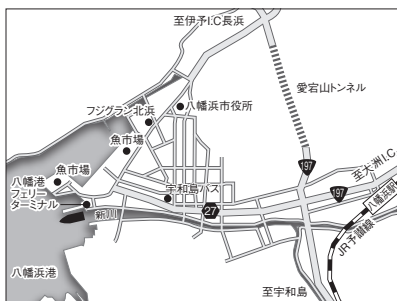 至伊予I.C長浜
愛宕山トンネル
八幡浜市役所
フジグラン北浜
魚市場
至大洲I.C
197
魚市場
八幡港
フェリー
ターミナル
宇和島バス
197
八幡浜駅
新川
27
JR予讃線
八幡浜港
至宇和島